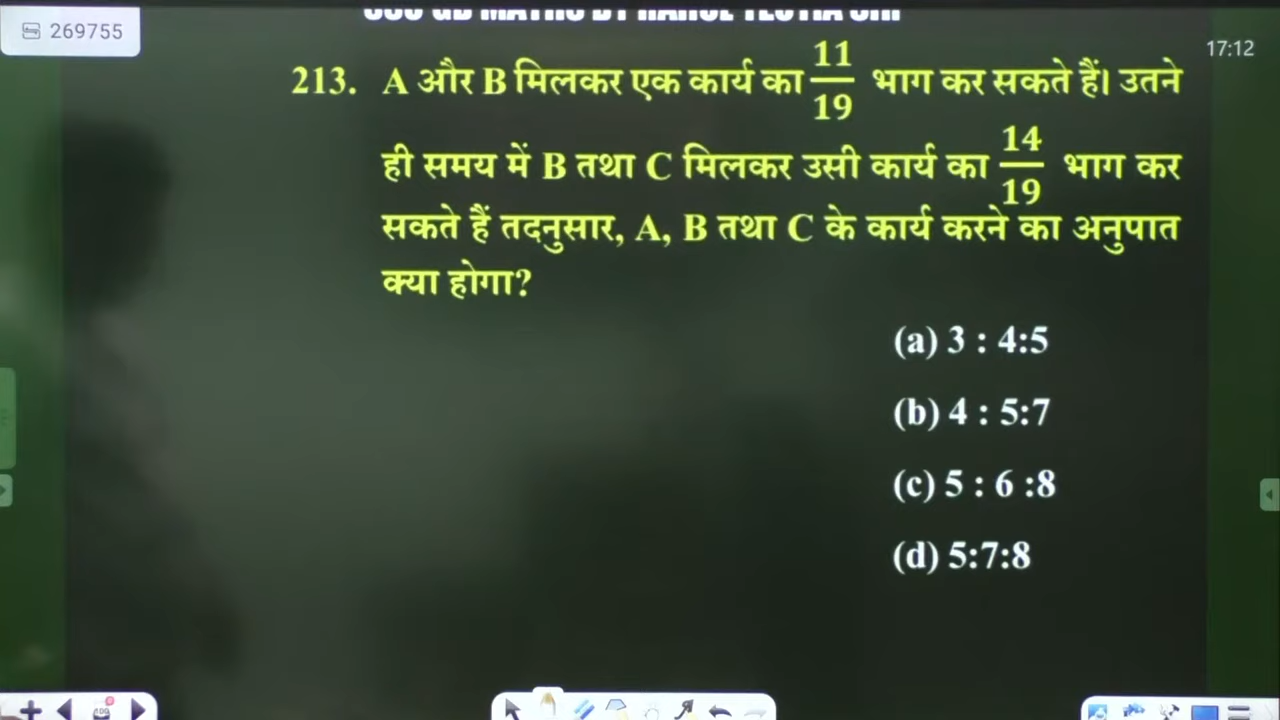 269755
17:12
213. A और B मिलकर एक कार्य का 11/19 भाग कर सकते हैं। उतने
ही समय में B तथा C मिलकर उसी कार्य का 14/19 भाग कर
सकते हैं तदनुसार, A, B तथा C के कार्य करने का अनुपात
क्या होगा?
(a) 3 : 4:5
(b) 4 : 5:7
(c) 5 : 6 :8
(d) 5:7:8